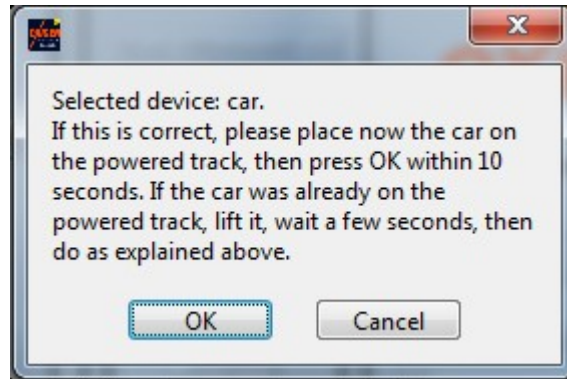 Selected device: car.
If this is correct, please place now the car on
the powered track, then press OK within 10
seconds. If the car was already on the
powered track, lift it, wait a few seconds, then
do as explained above.
OK
Cancel